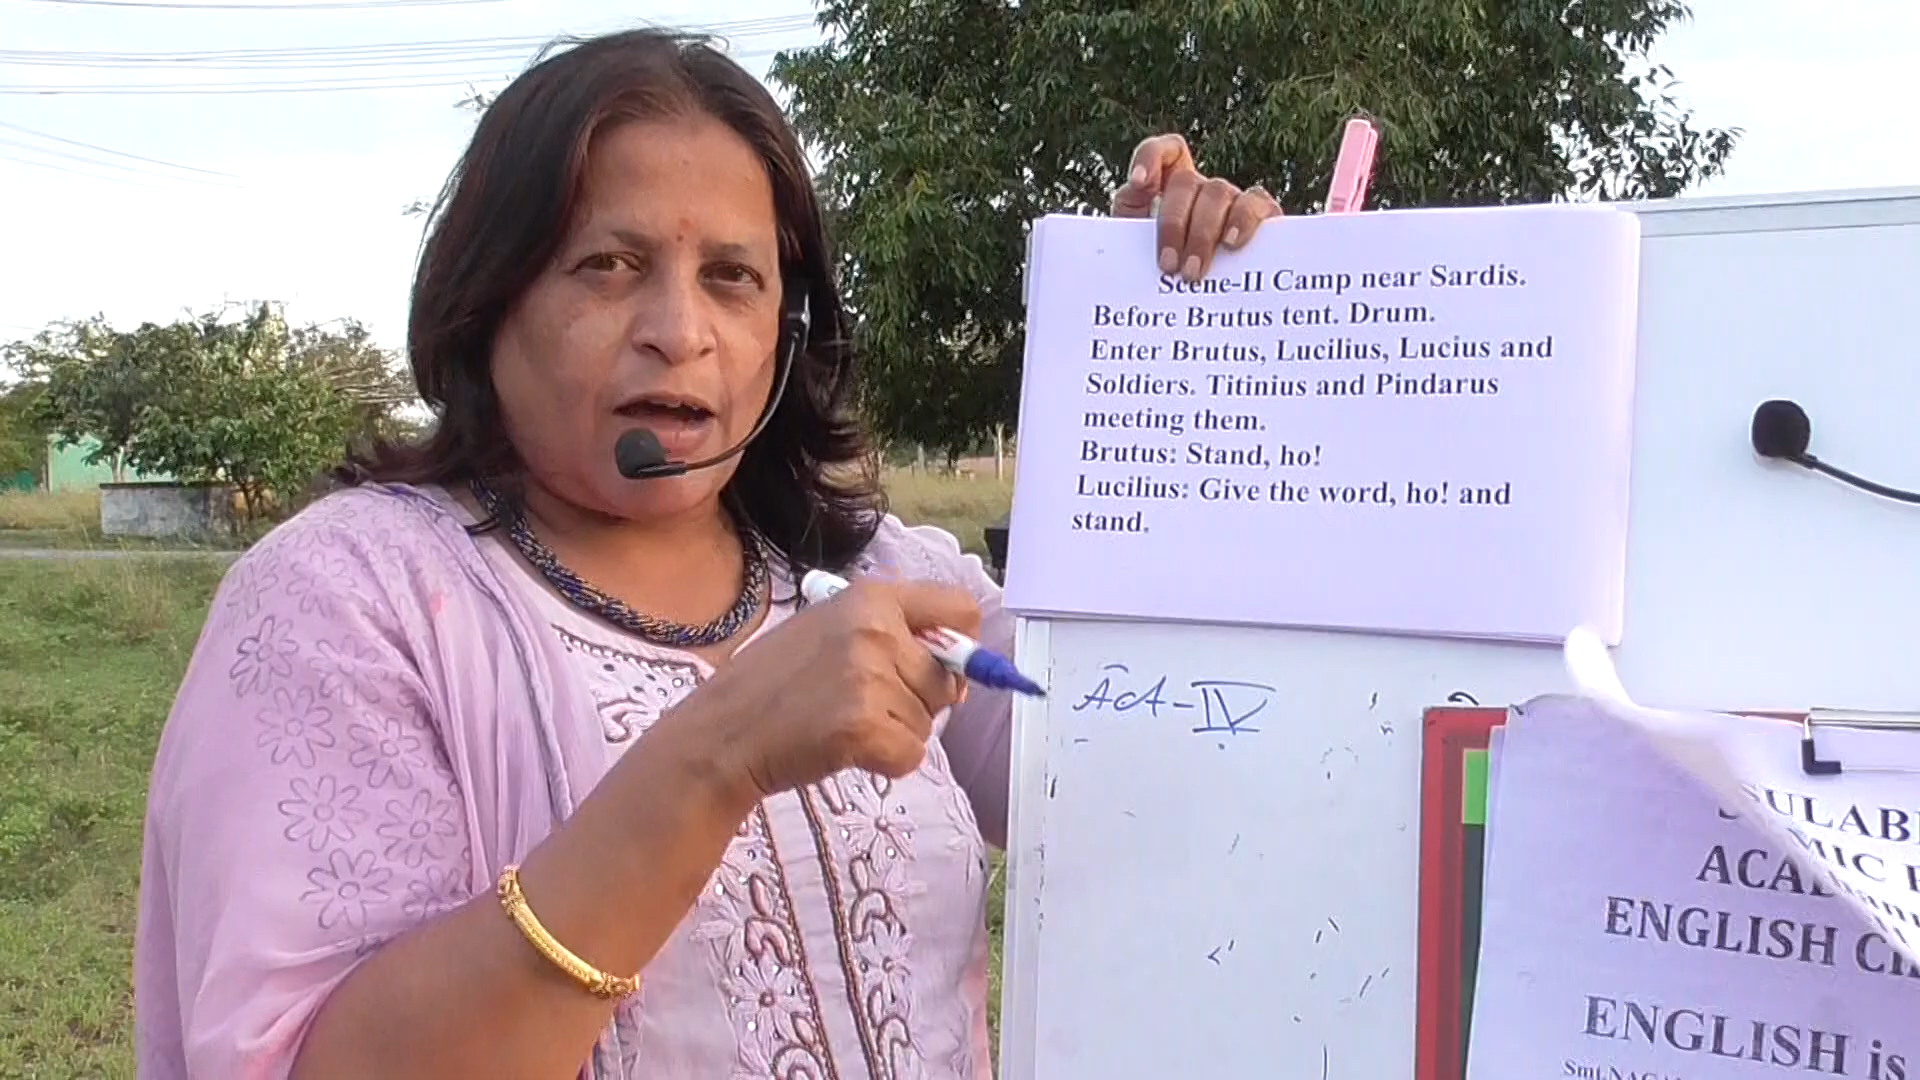 Scene-II Camp near Sardis.
Before Brutus tent. Drum.
Enter Brutus, Lucilius, Lucius and
Soldiers. Titinius and Pindarus
meeting them.
Brutus: Stand, ho!
Lucilius: Give the word, ho! and
stand.
Act-IV
ENGLISH
ENGLISH is